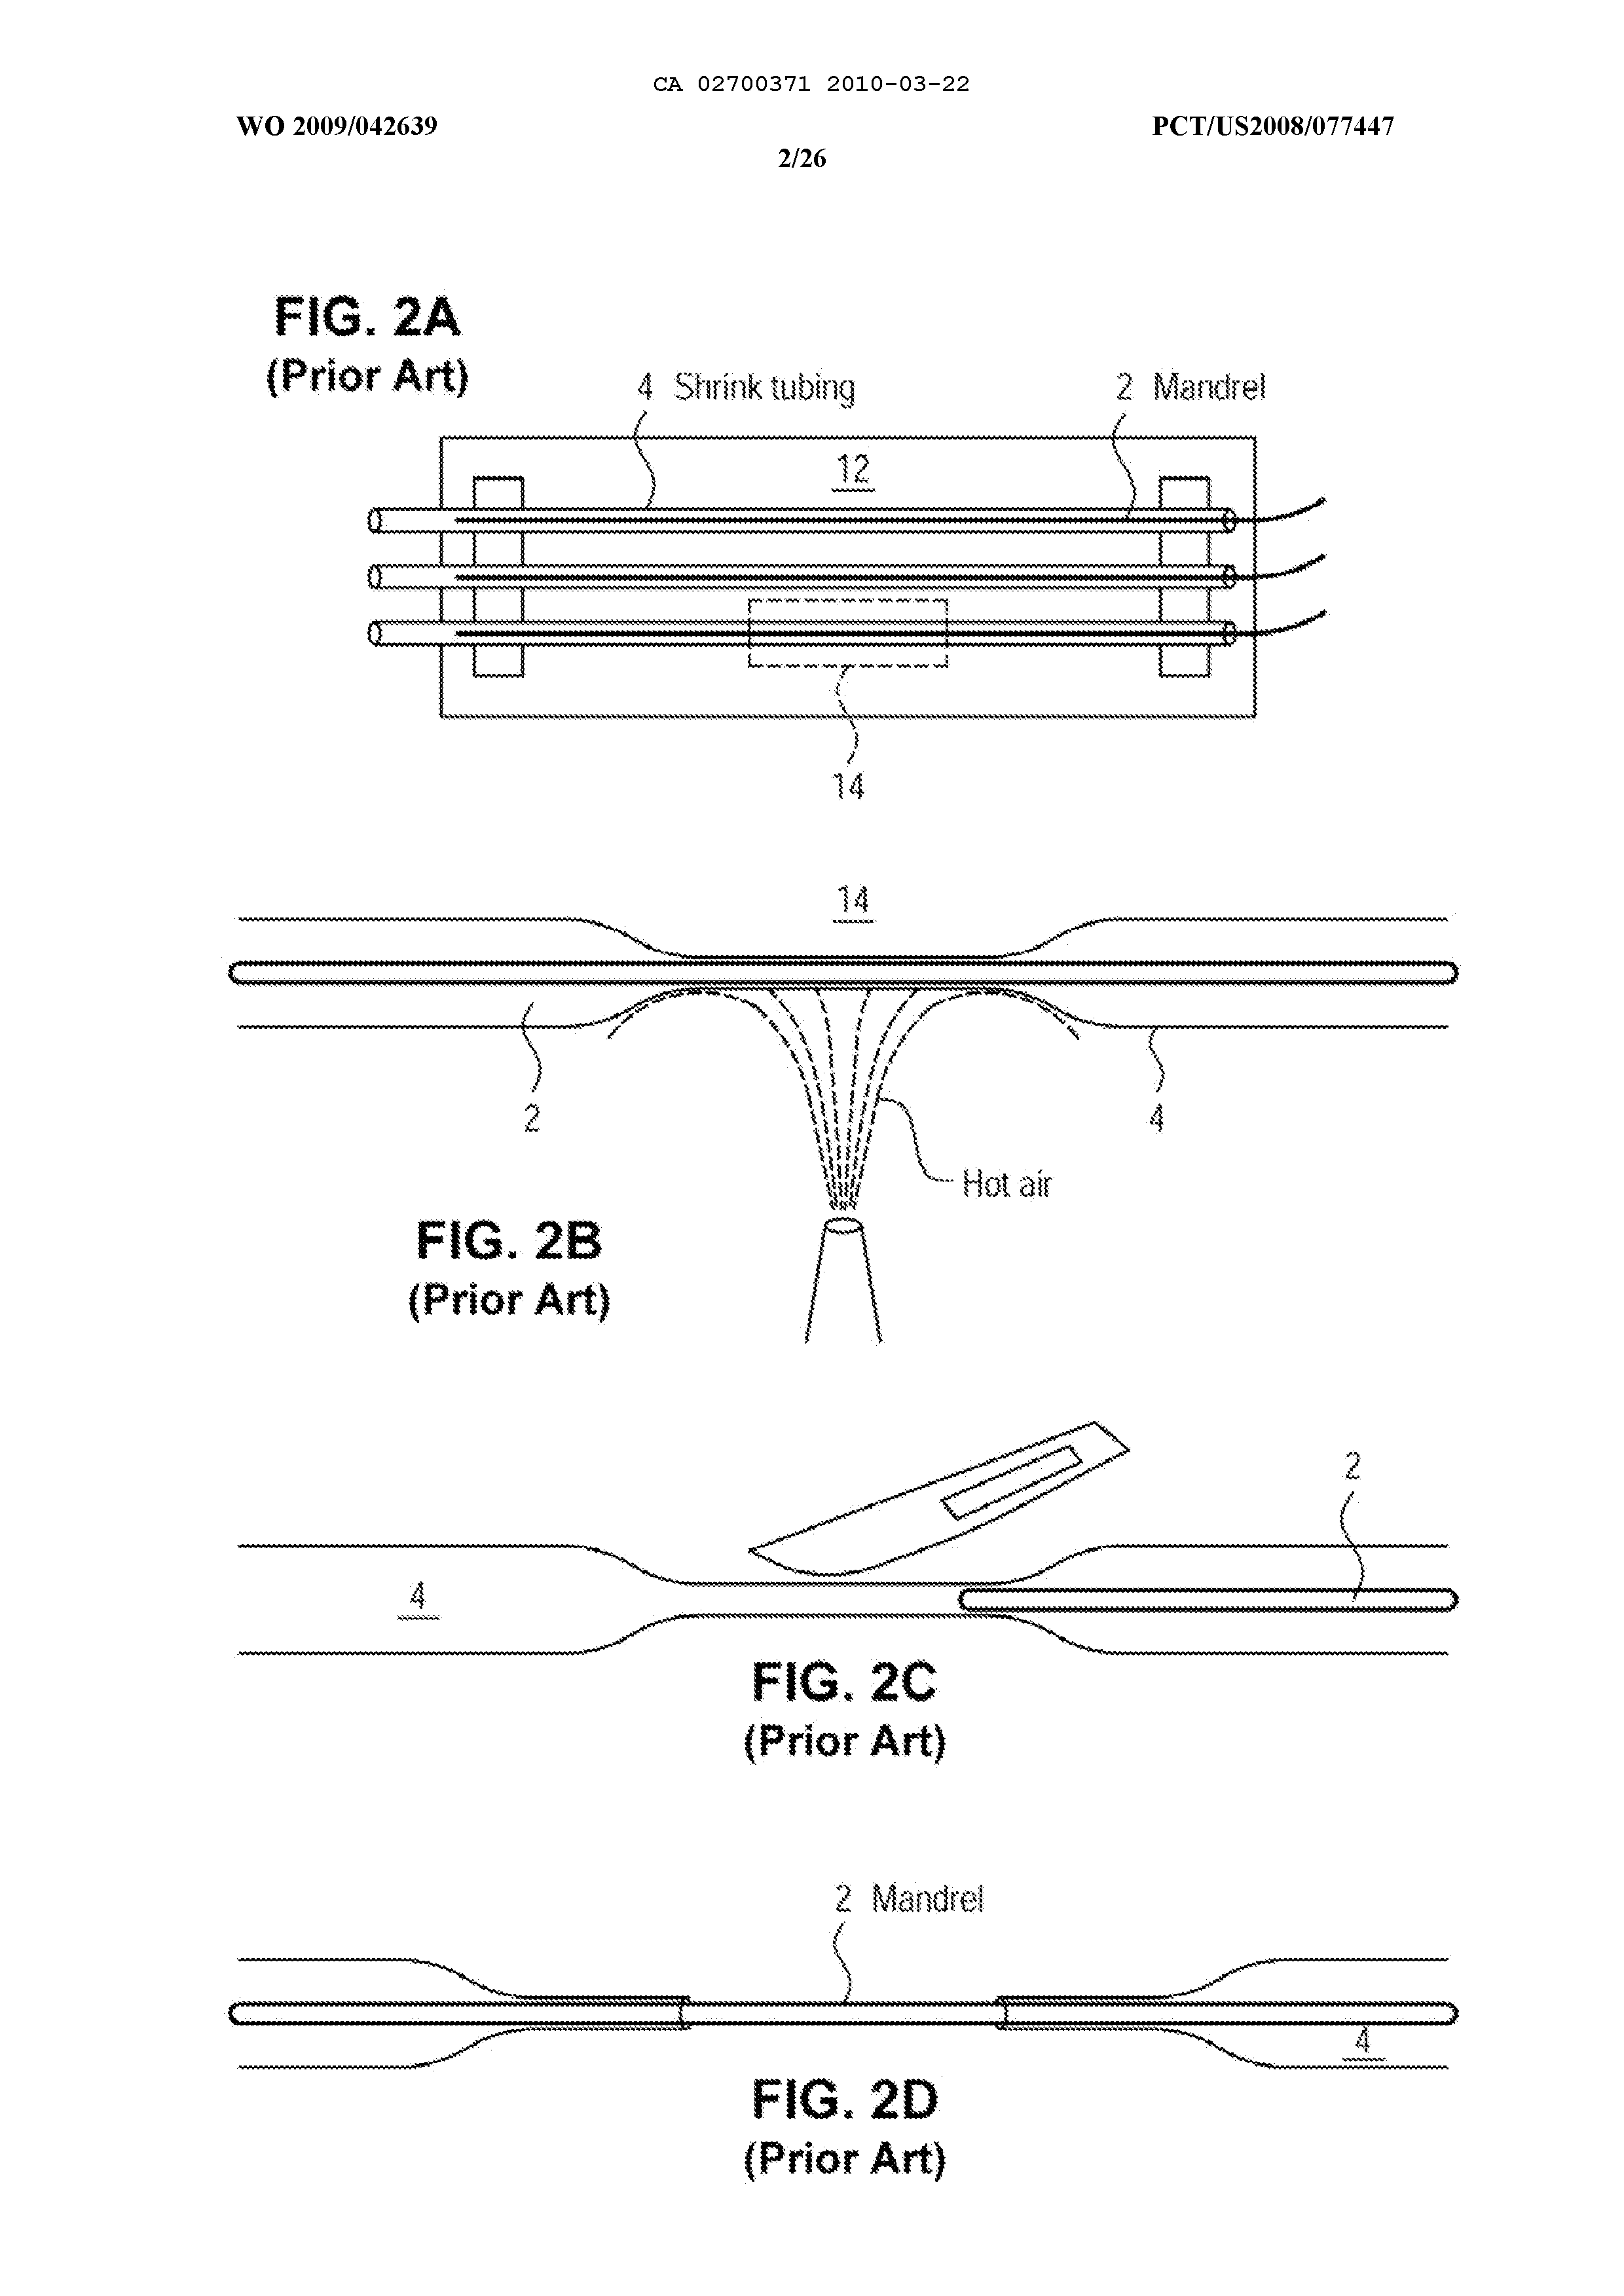 CA 02700371 2010-03-22
WO 2009/042639 PCT/US2008/077447
2/26
FIG. 2A
(Prior Art)
4 Shrink tubing
2 Mandrel
12
14
14
2
4
Hot air
FIG. 2B
(Prior Art)
2
4
FIG. 2C
(Prior Art)
2 Mandrel
4
FIG. 2D
(Prior Art)